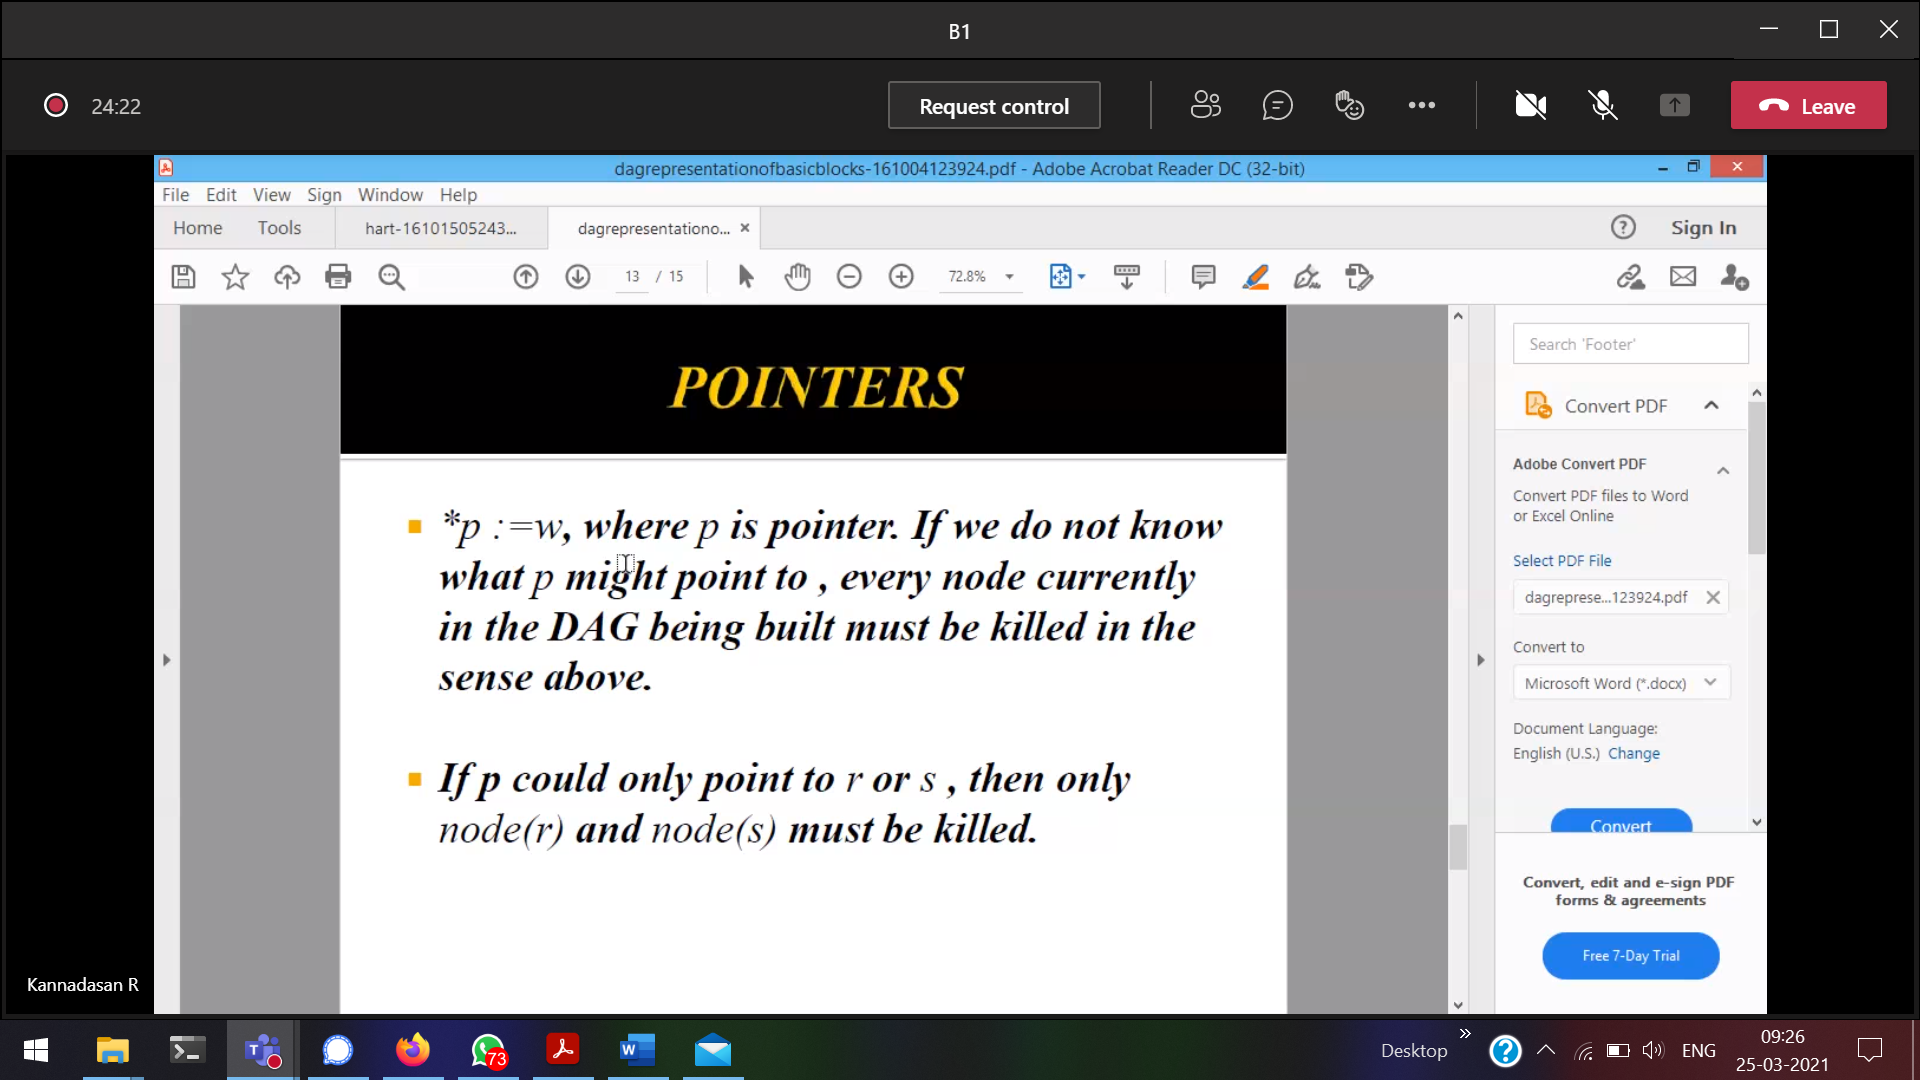 B1
24:22
Request control
Leave
dagrepresentationofbasicblocks-161004123924.pdf - Adobe Acrobat Reader DC (32-bit)
File Edit View Sign Window Help
Home Tools hart-16101505243... dagrepresentationo... Sign In
13 / 15 72.8%
POINTERS
*p :=w, where p is pointer. If we do not know
what p might point to , every node currently
in the DAG being built must be killed in the
sense above.
If p could only point to r or s , then only
node(r) and node(s) must be killed.
Search 'Footer'
Convert PDF
Adobe Convert PDF
Convert PDF files to Word
or Excel Online
Select PDF File
dagreprese...123924.pdf
Convert to
Microsoft Word (*.docx)
Document Language:
English (U.S.) Change
Convert
Convert, edit and e-sign PDF
forms & agreements
Free 7-Day Trial
Kannadasan R
73
Desktop
ENG
09:26
25-03-2021